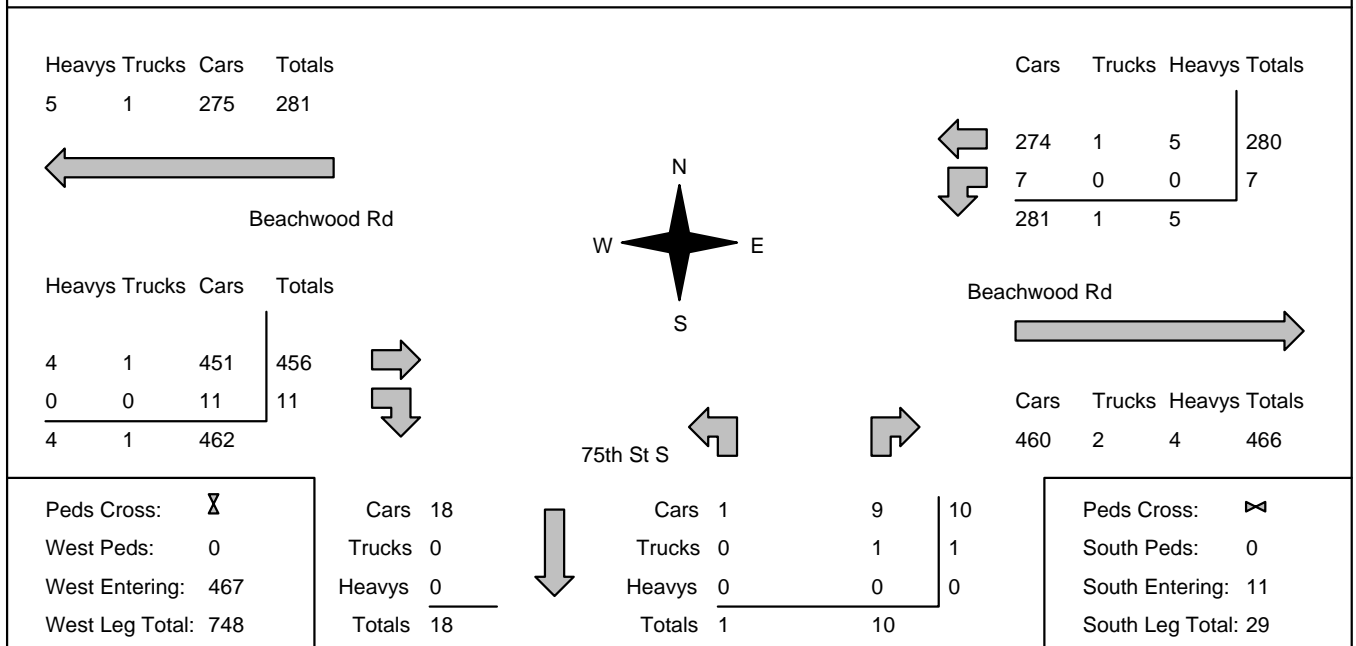 Heavys Trucks Cars Totals
5 1 275 281
Cars Trucks Heavys Totals
274 1 5 280
7 0 0 7
281 1 5
N
W E
S
Beachwood Rd
Heavys Trucks Cars Totals
4 1 451 456
0 0 11 11
4 1 462
Beachwood Rd
Cars Trucks Heavys Totals
460 2 4 466
75th St S
Peds Cross:
West Peds: 0
West Entering: 467
West Leg Total: 748
Cars 18
Trucks 0
Heavys 0
Totals 18
Cars 1 9 10
Trucks 0 1 1
Heavys 0 0 0
Totals 1 10
Peds Cross:
South Peds: 0
South Entering: 11
South Leg Total: 29